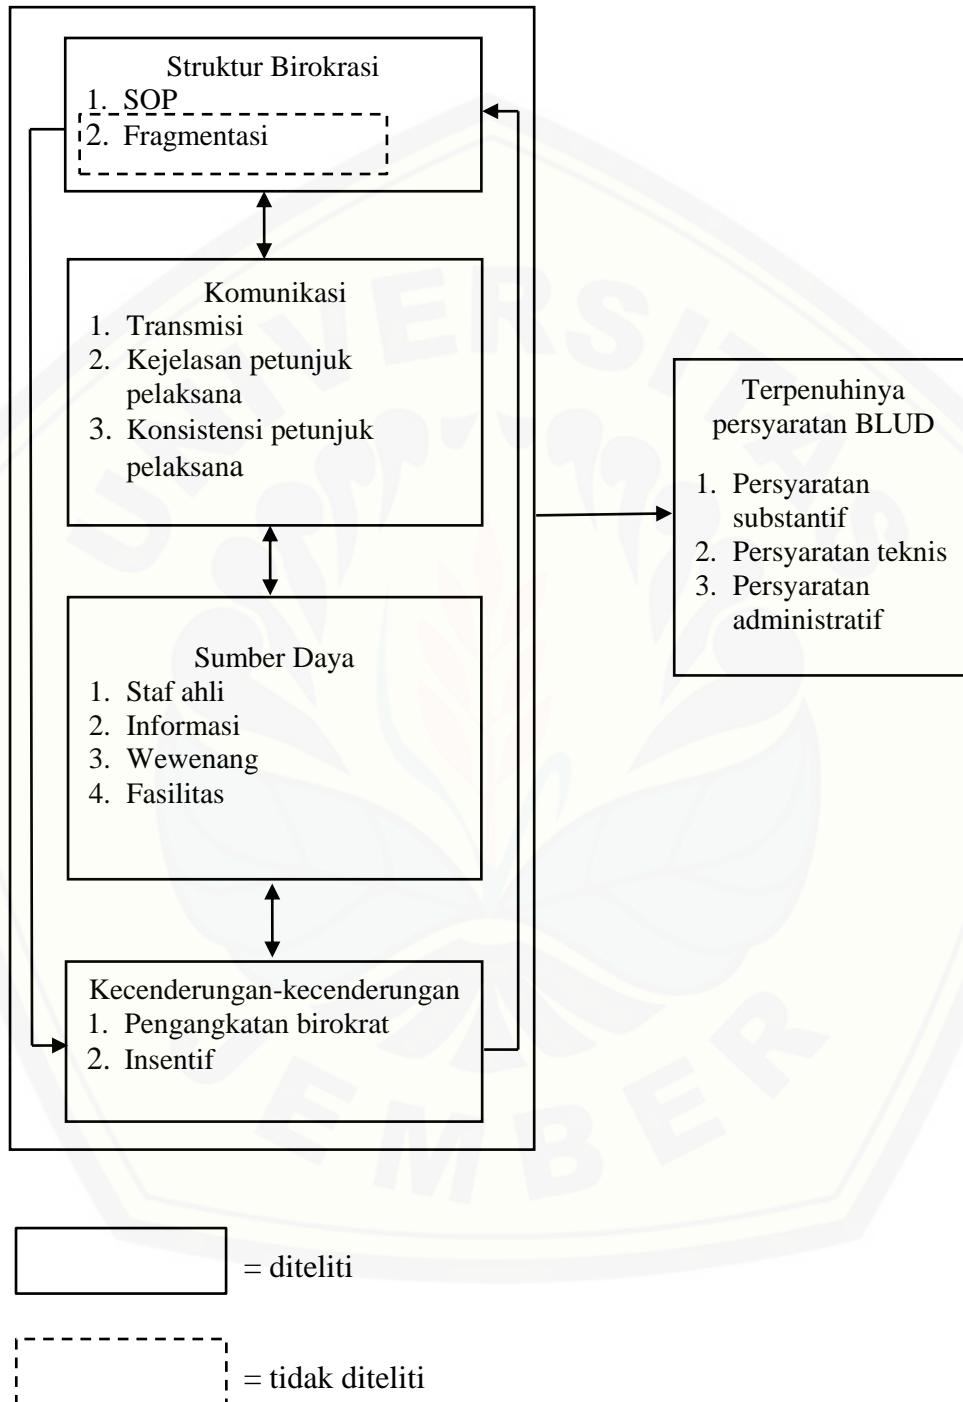 Struktur Birokrasi
1. SOP
2. Fragmentasi
Komunikasi
1. Transmisi
2. Kejelasan petunjuk
pelaksana
3. Konsistensi petunjuk
pelaksana
Sumber Daya
1. Staf ahli
2. Informasi
3. Wewenang
4. Fasilitas
Kecenderungan-kecenderungan
1. Pengangkatan birokrat
2. Insentif
Terpenuhinya
persyaratan BLUD
1. Persyaratan
substantif
2. Persyaratan teknis
3. Persyaratan
administratif
= diteliti
= tidak diteliti
UNIVERSITAS
JEMBER